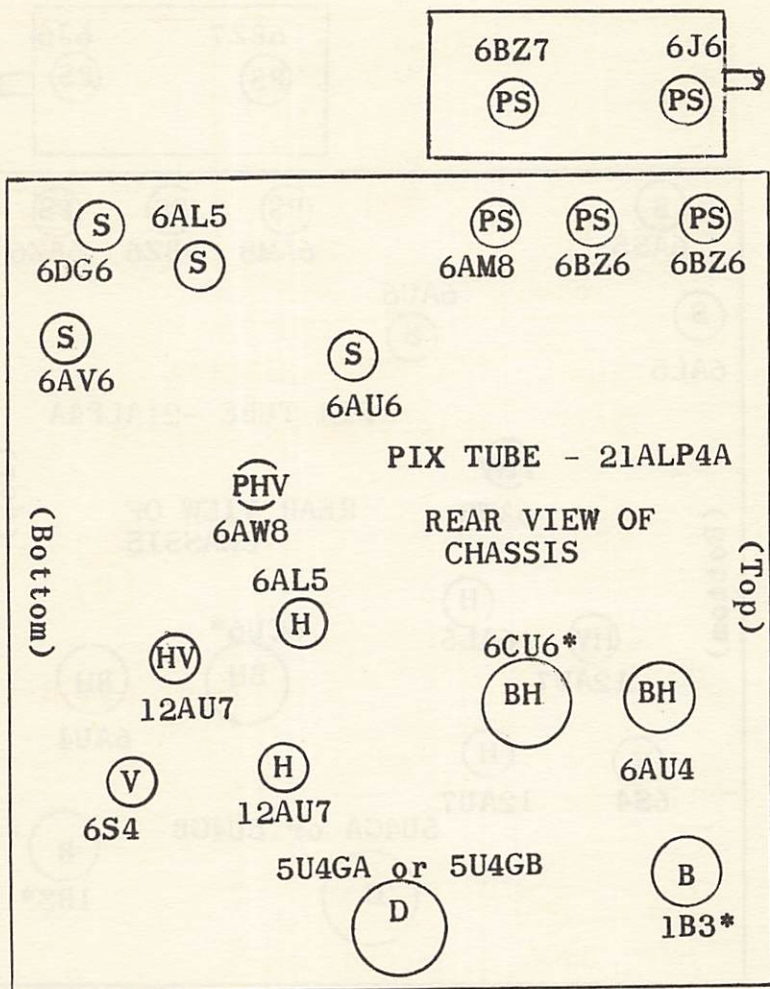 6BZ7 6J6
PS PS
S 6AL5 PS PS PS
6DG6 S 6AM8 6BZ6 6BZ6
S S
6AV6 6AU6
PIX TUBE - 21ALP4A
PHV REAR VIEW OF
6AW8 CHASSIS
(Bottom)
(Top)
6AL5
H
HV 6CU6*
12AU7 BH BH
6AU4
V H
6S4 12AU7
5U4GA or 5U4GB
D B
1B3*